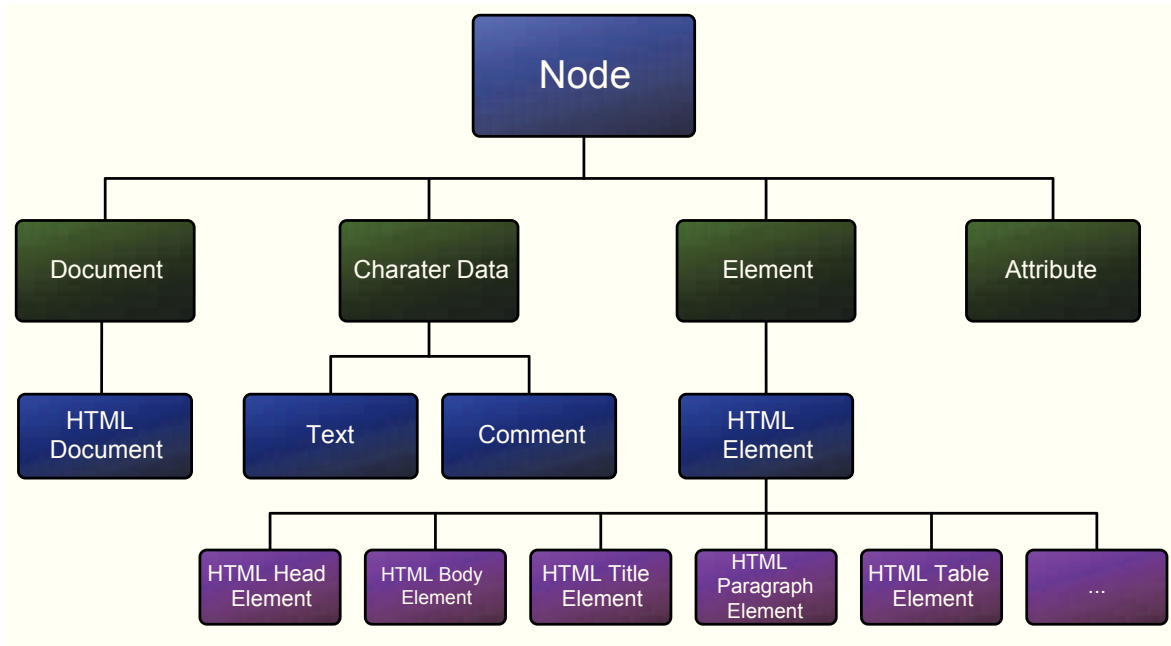 Node
Document
Charater Data
Element
Attribute
HTML
Document
Text
Comment
HTML
Element
HTML Head
Element
HTML Body
Element
HTML Title
Element
HTML
Paragraph
Element
HTML Table
Element
...